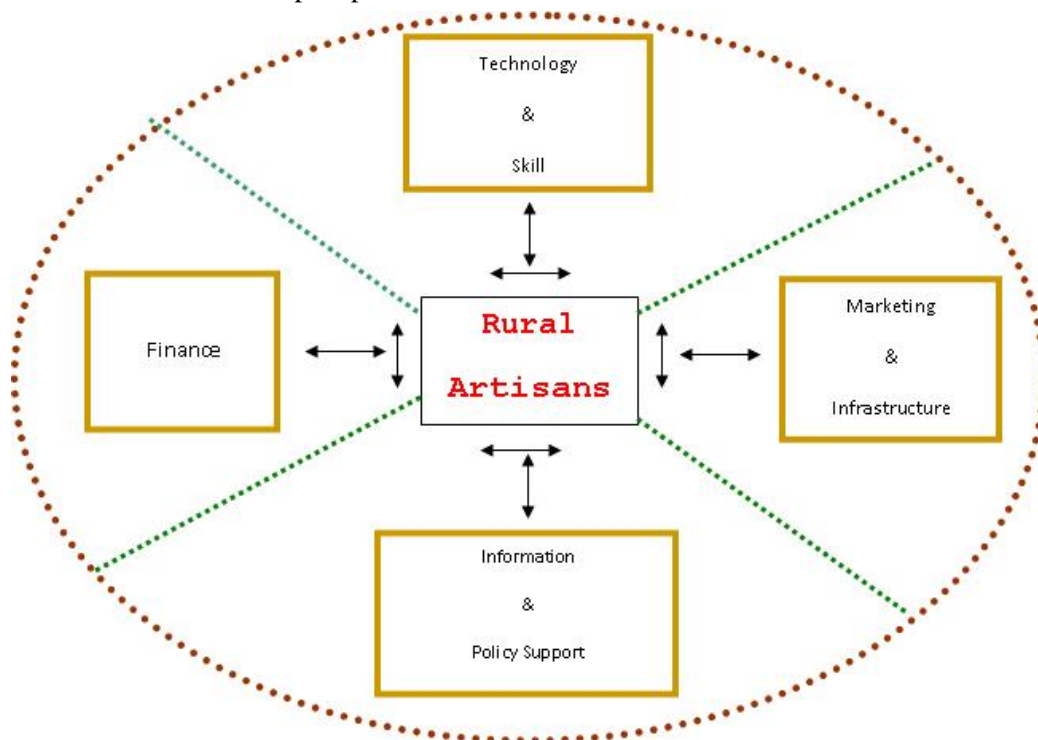 Technology
&
Skill
Finance
Rural
Artisans
Marketing
&
Infrastructure
Information
&
Policy Support